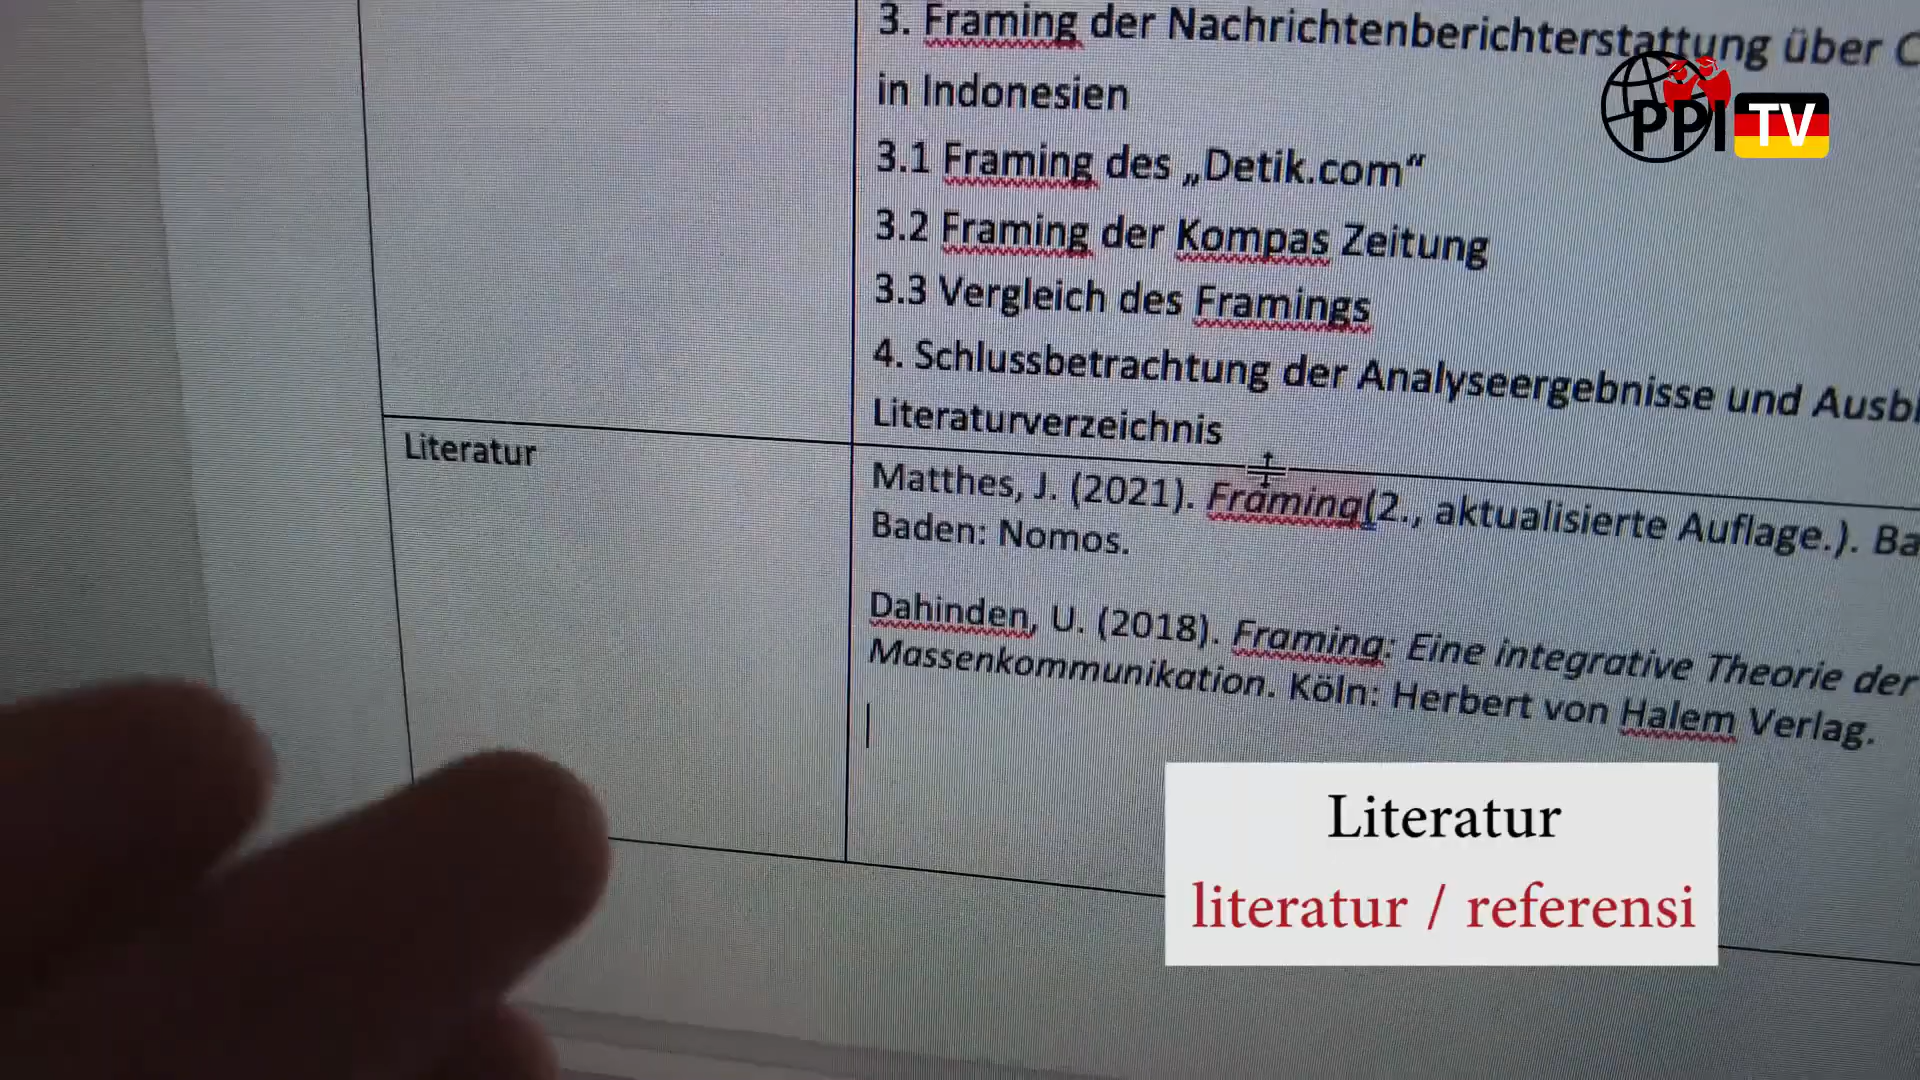 3. Framing der Nachrichtenberichterstattung über C
in Indonesien
3.1 Framing des „Detik.com“
3.2 Framing der Kompas Zeitung
3.3 Vergleich des Framings
4. Schlussbetrachtung der Analyseergebnisse und Ausbl
Literaturverzeichnis
Literatur
Matthes, J. (2021). Framing(2., aktualisierte Auflage.). Ba
Baden: Nomos.
Dahinden, U. (2018). Framing: Eine integrative Theorie der
Massenkommunikation. Köln: Herbert von Halem Verlag.
PPI TV
Literatur
literatur / referensi